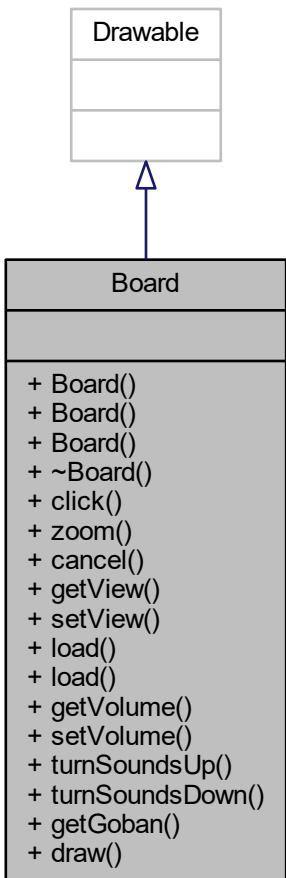 Drawable
Board
+ Board()
+ Board()
+ Board()
+ ~Board()
+ click()
+ zoom()
+ cancel()
+ getView()
+ setView()
+ load()
+ load()
+ getVolume()
+ setVolume()
+ turnSoundsUp()
+ turnSoundsDown()
+ getGoban()
+ draw()